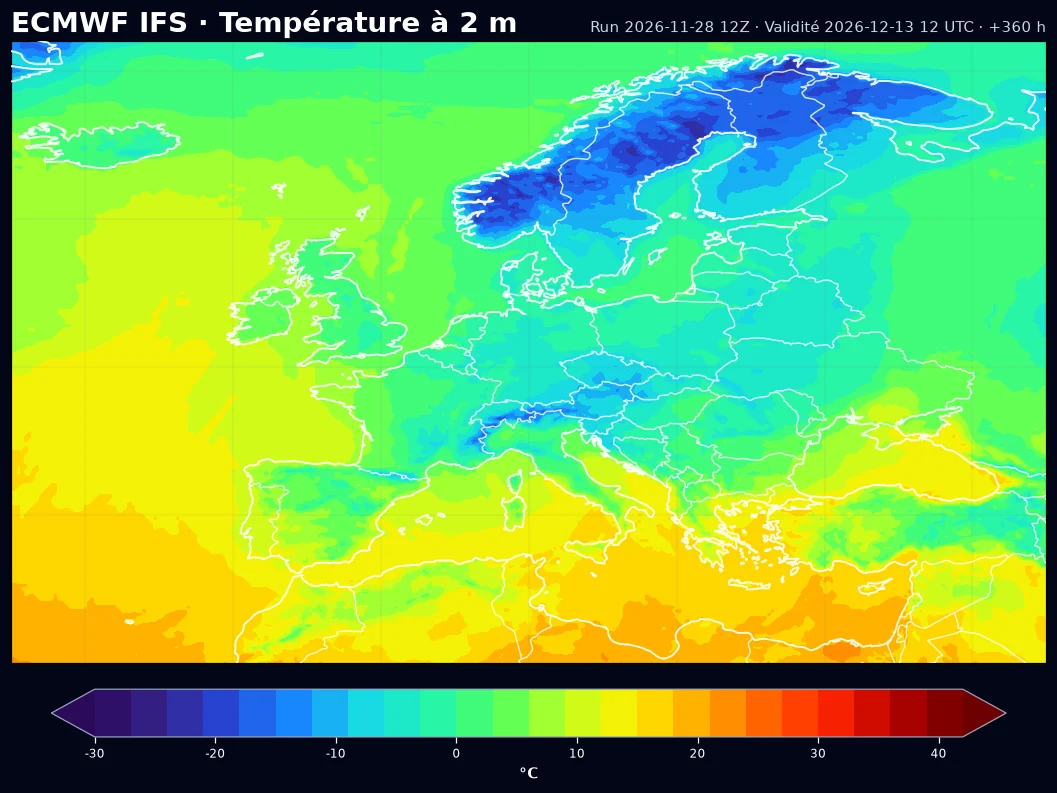 ECMWF IFS · Température à 2 m
Run 2026-11-28 12Z · Validité 2026-12-13 12 UTC · +360 h
-30 -20 -10 0 10 20 30 40
°C